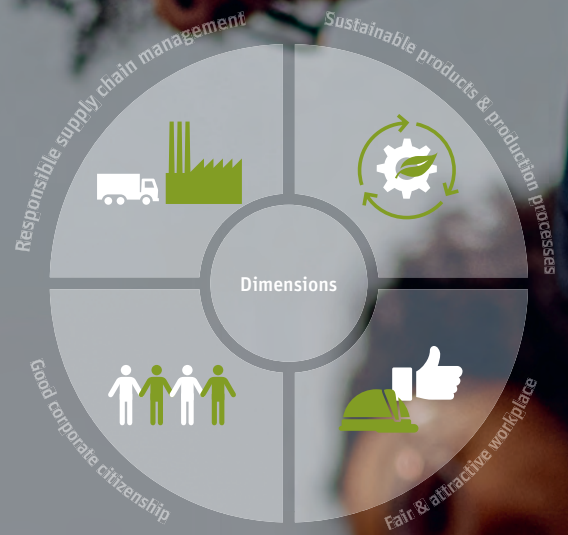 Responsible supply chain management
Sustainable products & production processes
Dimensions
Good corporate citizenship
Fair & attractive workplace